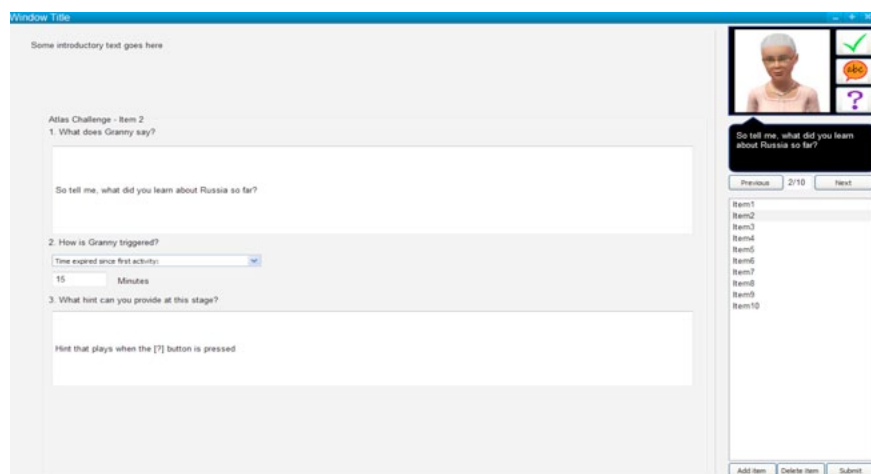 Window Title
Some introductory text goes here
Atlas Challenge - Item 2
1. What does Granny say?
So tell me, what did you learn about Russia so far?
2. How is Granny triggered?
Time expired since first activity:
15 Minutes
3. What hint can you provide at this stage?
Hint that plays when the [?] button is pressed
abc
?
So tell me, what did you learn
about Russia so far?
Previous 2/10 Next
Item1
Item2
Item3
Item4
Item5
Item6
Item7
Item8
Item9
Item10
Add item Delete item Submit